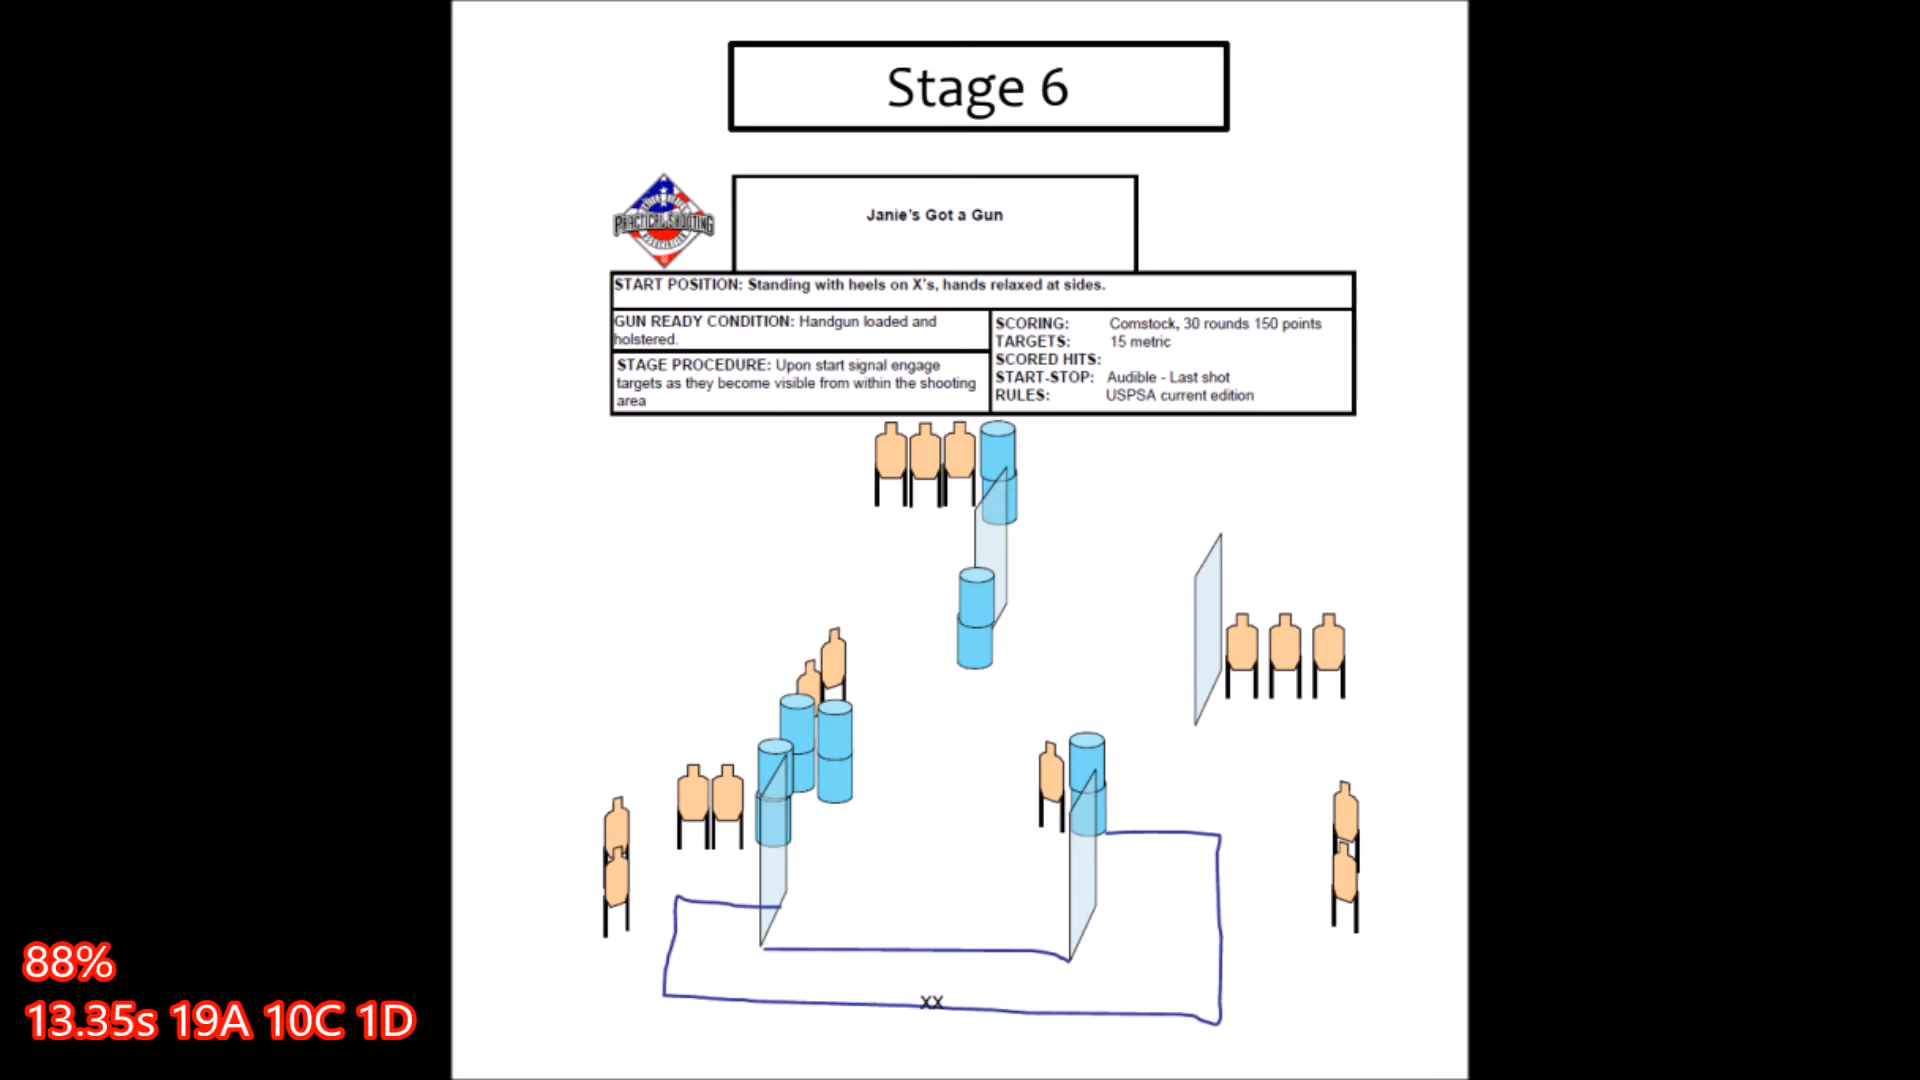 Stage 6
PRACTICAL SHOOTING
ASSOCIATION
Janie's Got a Gun
START POSITION: Standing with heels on X's, hands relaxed at sides.
GUN READY CONDITION: Handgun loaded and
holstered.
STAGE PROCEDURE: Upon start signal engage
targets as they become visible from within the shooting
area
SCORING: Comstock, 30 rounds 150 points
TARGETS: 15 metric
SCORED HITS:
START-STOP: Audible - Last shot
RULES: USPSA current edition
XX
88%
13.35s 19A 10C 1D